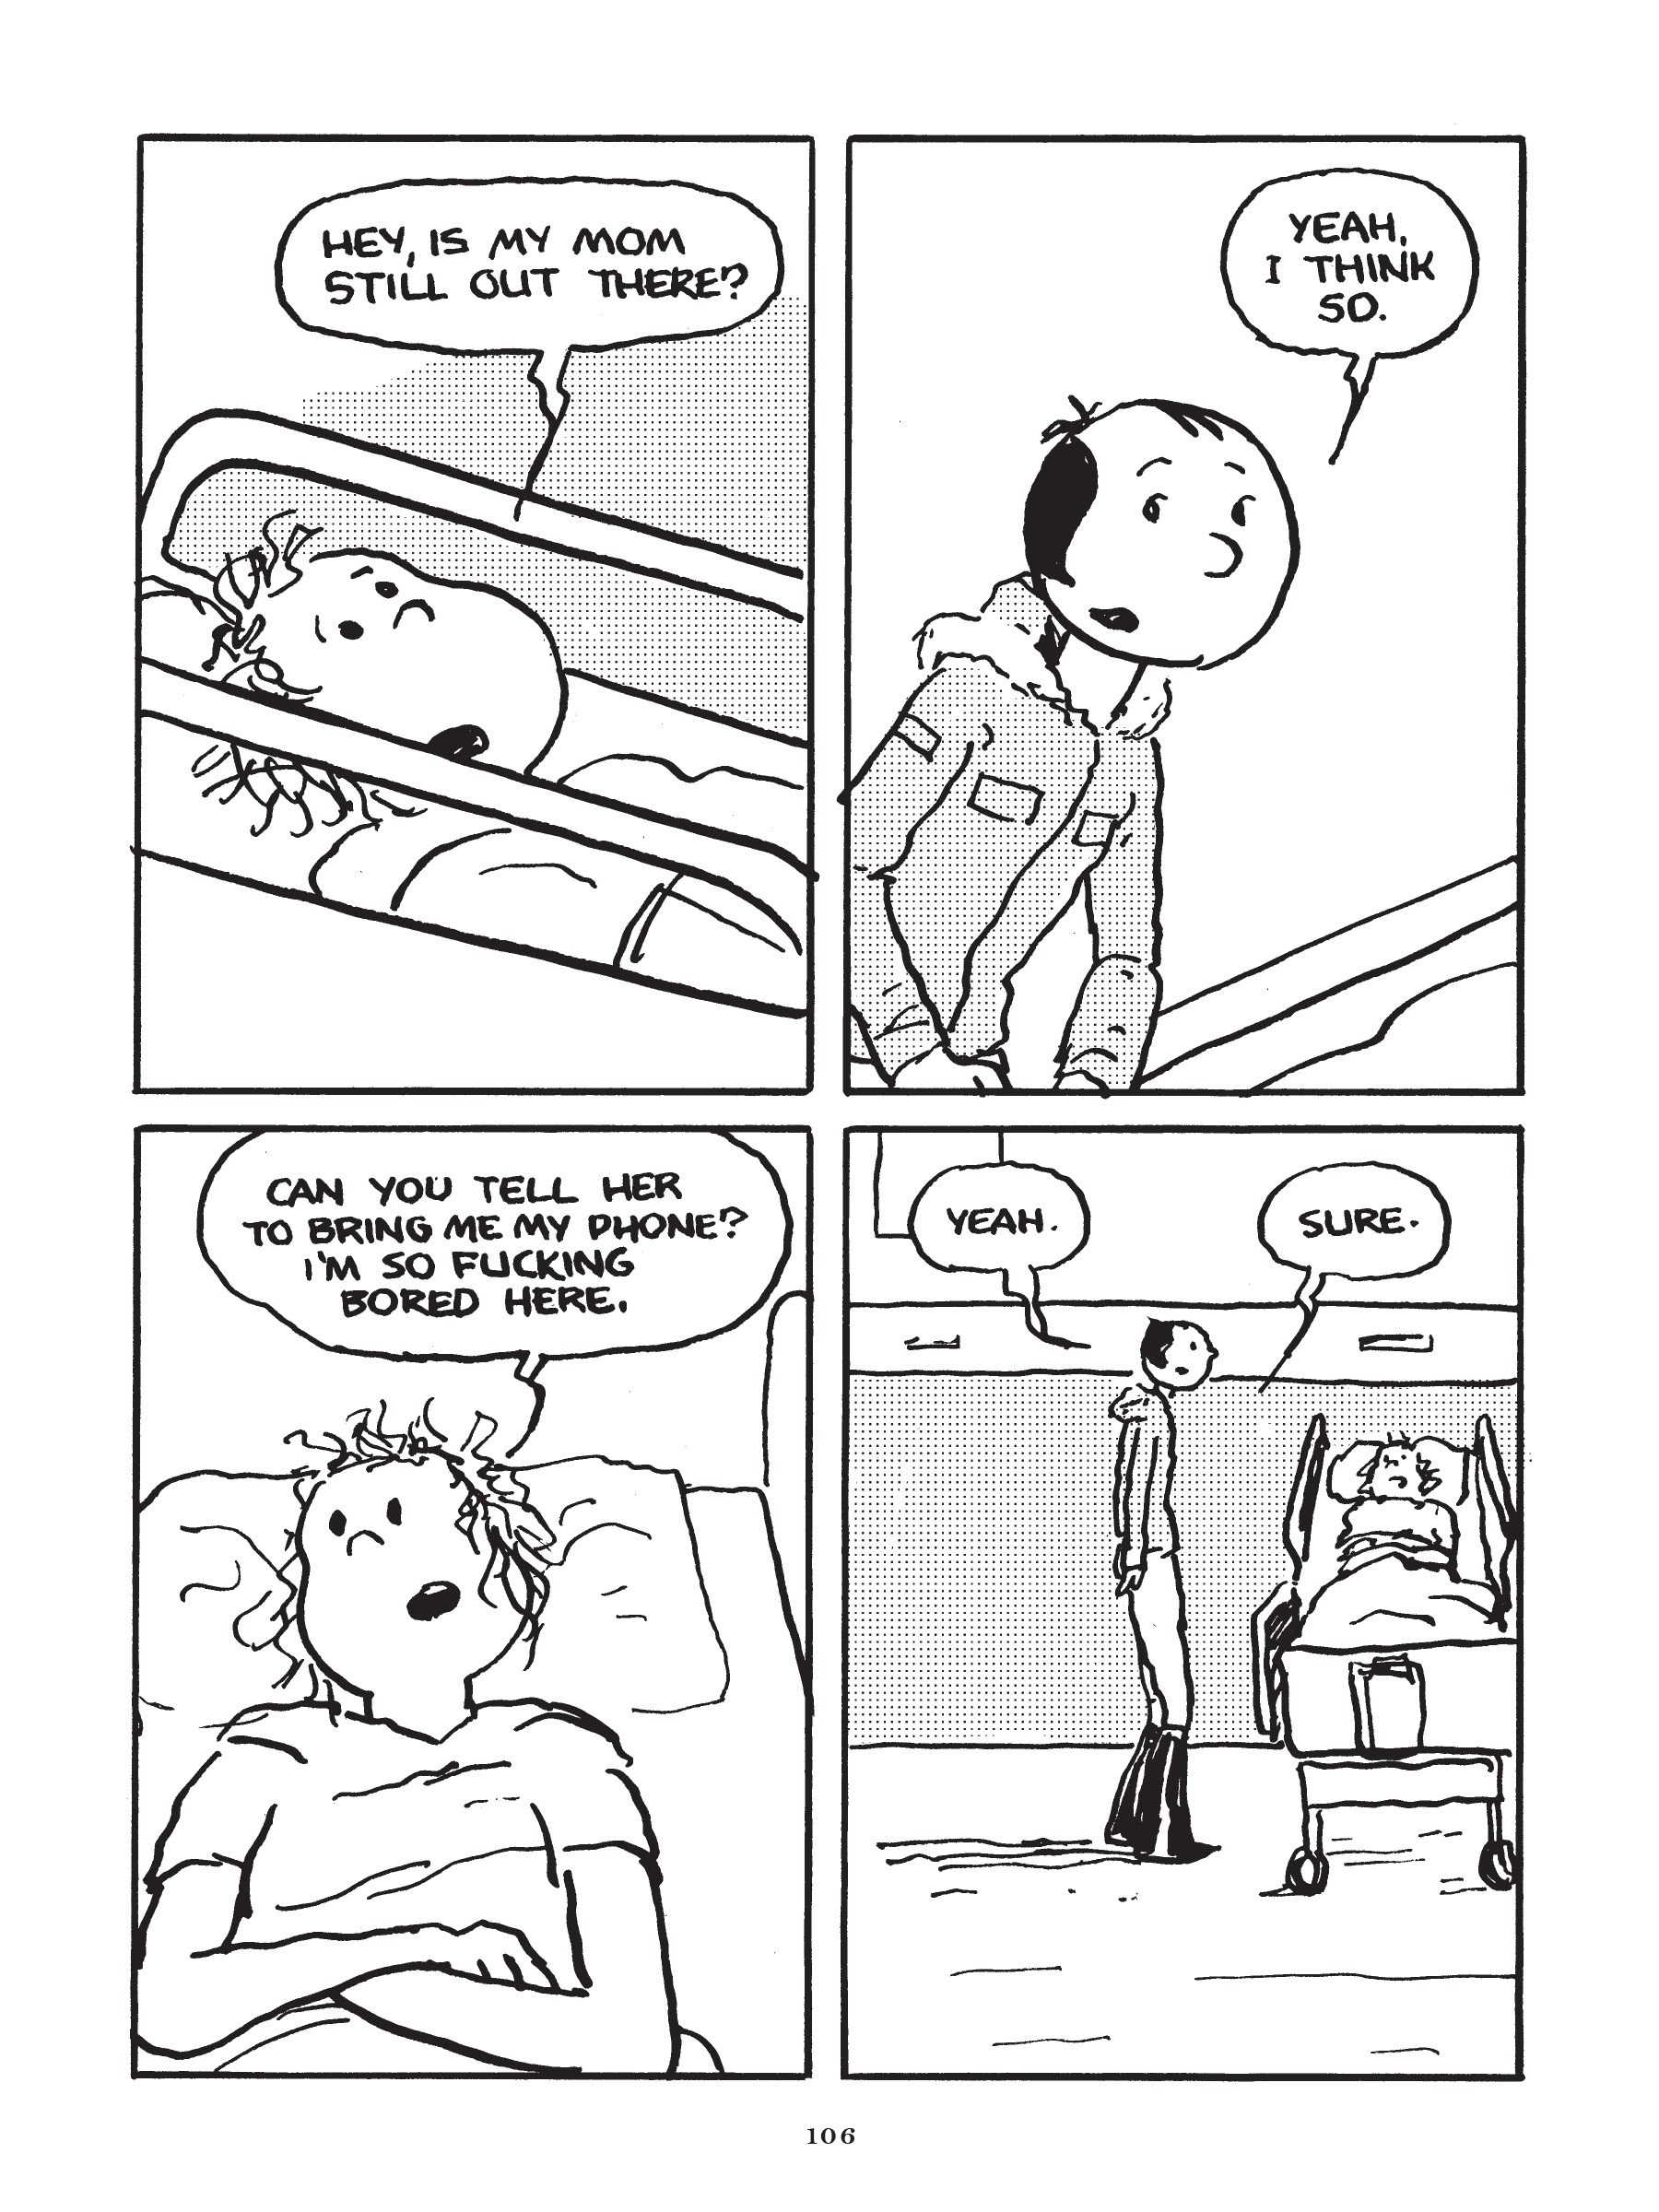 HEY, IS MY MOM
STILL OUT THERE?
YEAH,
I THINK
SO.
CAN YOU TELL HER
TO BRING ME MY PHONE?
I'M SO FUCKING
BORED HERE.
YEAH.
SURE.
106